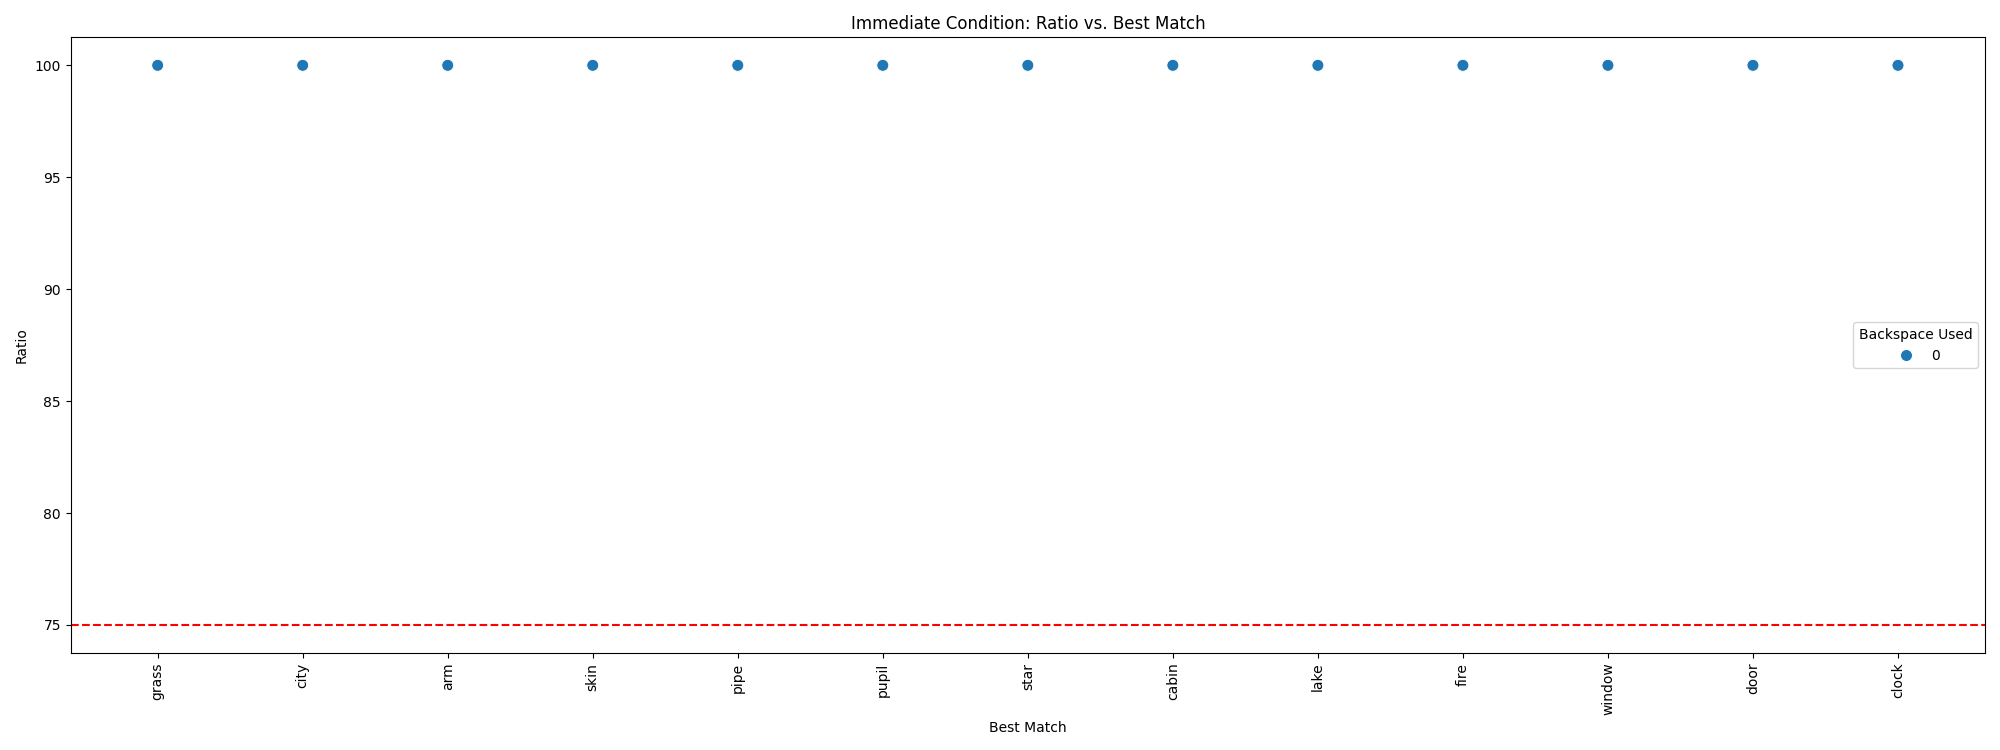 Immediate Condition: Ratio vs. Best Match
100
95
90
85
80
75
Ratio
Backspace Used
0
grass
city
arm
skin
pipe
pupil
star
cabin
lake
fire
window
door
clock
Best Match